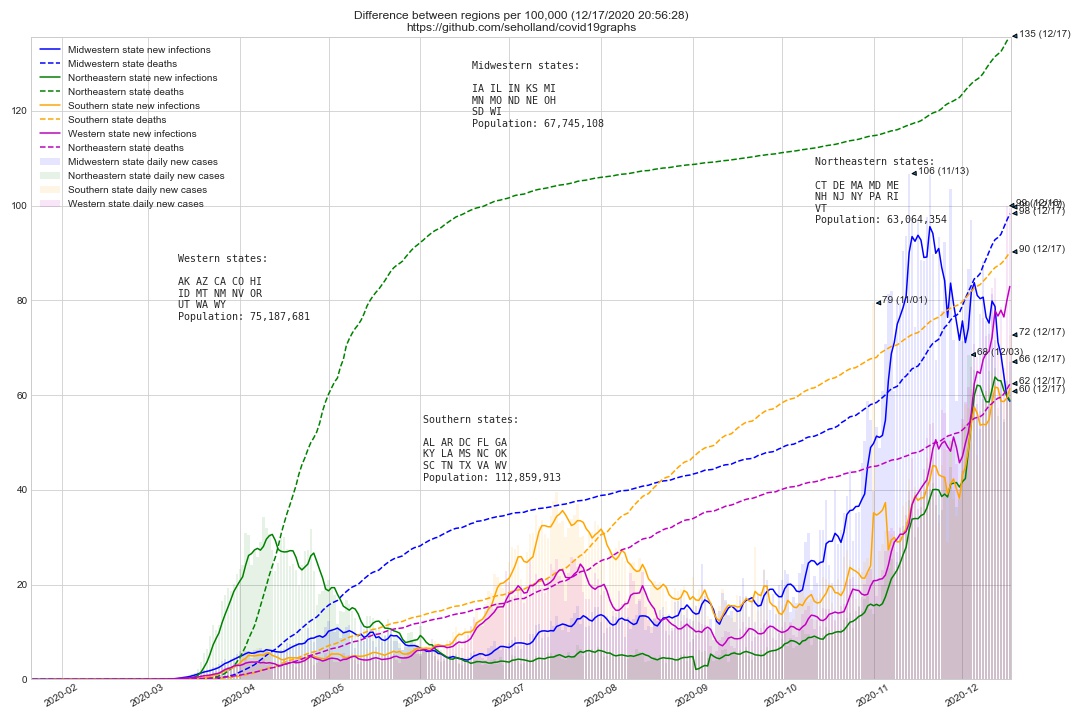 Difference between regions per 100,000 (12/17/2020 20:56:28)
https://github.com/seholland/covid19graphs
Midwestern state new infections
Midwestern state deaths
Northeastern state new infections
Northeastern state deaths
Southern state new infections
Southern state deaths
Western state new infections
Northeastern state deaths
Midwestern state daily new cases
Northeastern state daily new cases
Southern state daily new cases
Western state daily new cases
Midwestern states:
IA IL IN KS MI
MN MO ND NE OH
SD WI
Population: 67,745,108
Northeastern states:
CT DE MA MD ME
NH NJ NY PA RI
VT
Population: 63,064,354
Western states:
AK AZ CA CO HI
ID MT NM NV OR
UT WA WY
Population: 75,187,681
Southern states:
AL AR DC FL GA
KY LA MS NC OK
SC TN TX VA WV
Population: 112,859,913
135 (12/17)
106 (11/13)
98 (12/17)
90 (12/17)
79 (11/01)
72 (12/17)
68 (12/03)
66 (12/17)
62 (12/17)
60 (12/17)
120
100
80
60
40
20
0
2020-02
2020-03
2020-04
2020-05
2020-06
2020-07
2020-08
2020-09
2020-10
2020-11
2020-12